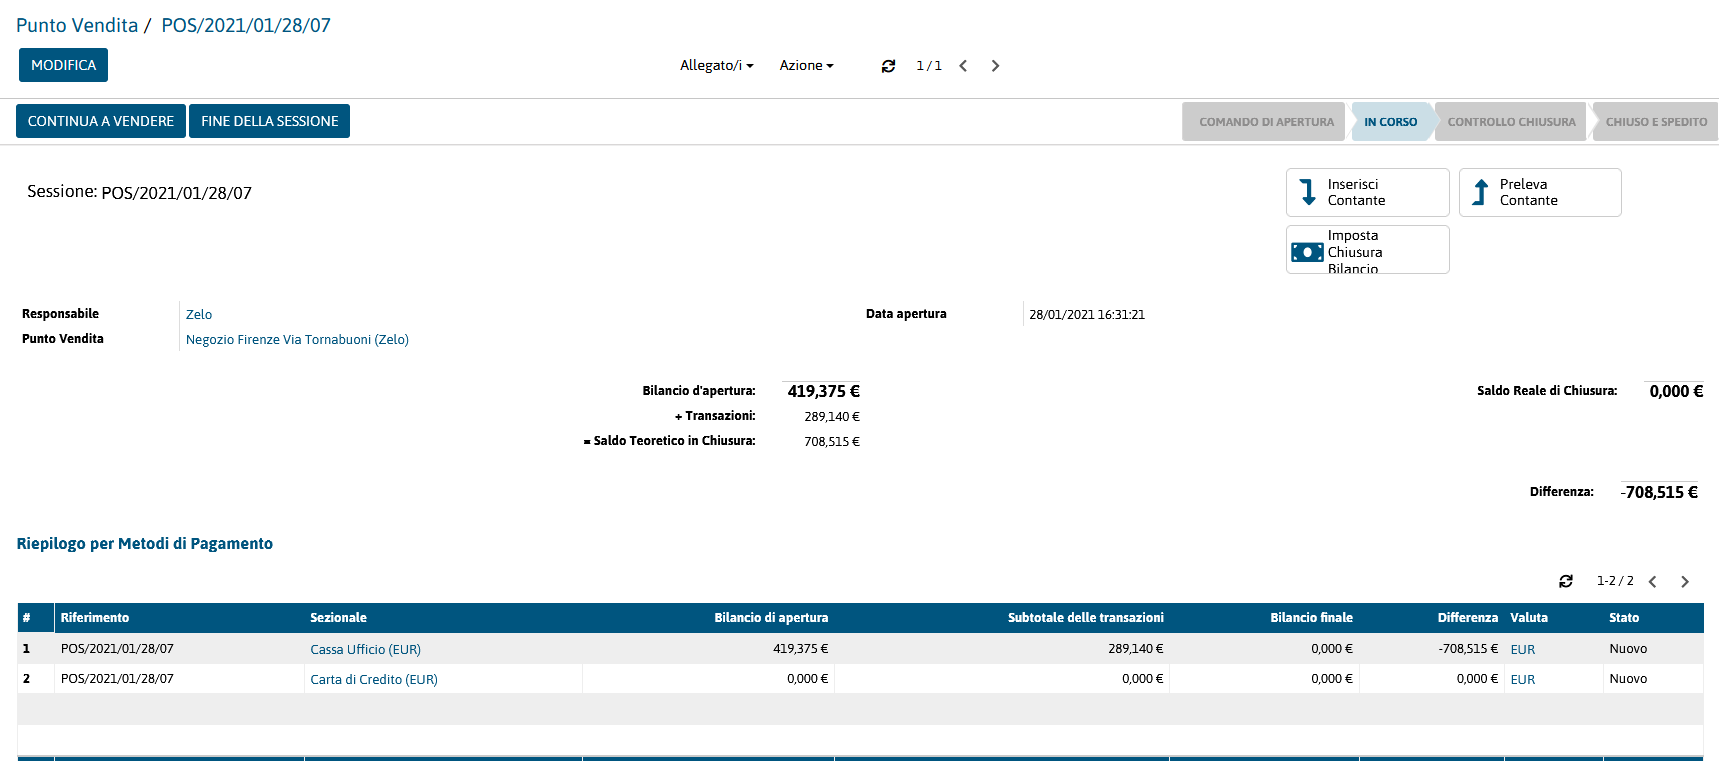 Punto Vendita / POS/2021/01/28/07
MODIFICA
Allegato/i
Azione
1 / 1
CONTINUA A VENDERE
FINE DELLA SESSIONE
COMANDO DI APERTURA
IN CORSO
CONTROLLO CHIUSURA
CHIUSO E SPEDITO
Sessione: POS/2021/01/28/07
Inserisci
Contante
Preleva
Contante
Imposta
Chiusura
Bilancio
Responsabile Zelo
Data apertura 28/01/2021 16:31:21
Punto Vendita Negozio Firenze Via Tornabuoni (Zelo)
Bilancio d'apertura: 419,375 €
Saldo Reale di Chiusura: 0,000 €
+ Transazioni: 289,140 €
= Saldo Teoretico in Chiusura: 708,515 €
Differenza: -708,515 €
Riepilogo per Metodi di Pagamento
1-2 / 2
# Riferimento Sezionale Bilancio di apertura Subtotale delle transazioni Bilancio finale Differenza Valuta Stato
1 POS/2021/01/28/07 Cassa Ufficio (EUR) 419,375 € 289,140 € 0,000 € -708,515 € EUR Nuovo
2 POS/2021/01/28/07 Carta di Credito (EUR) 0,000 € 0,000 € 0,000 € 0,000 € EUR Nuovo